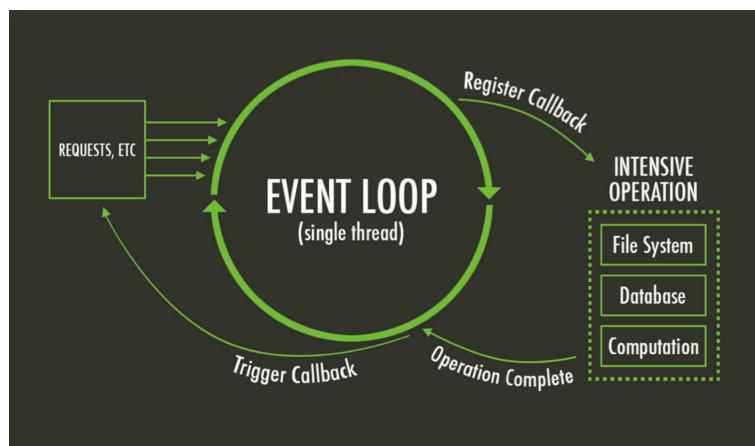 Register Callback
REQUESTS, ETC
INTENSIVE
OPERATION
EVENT LOOP
(single thread)
File System
Database
Computation
Operation Complete
Trigger Callback